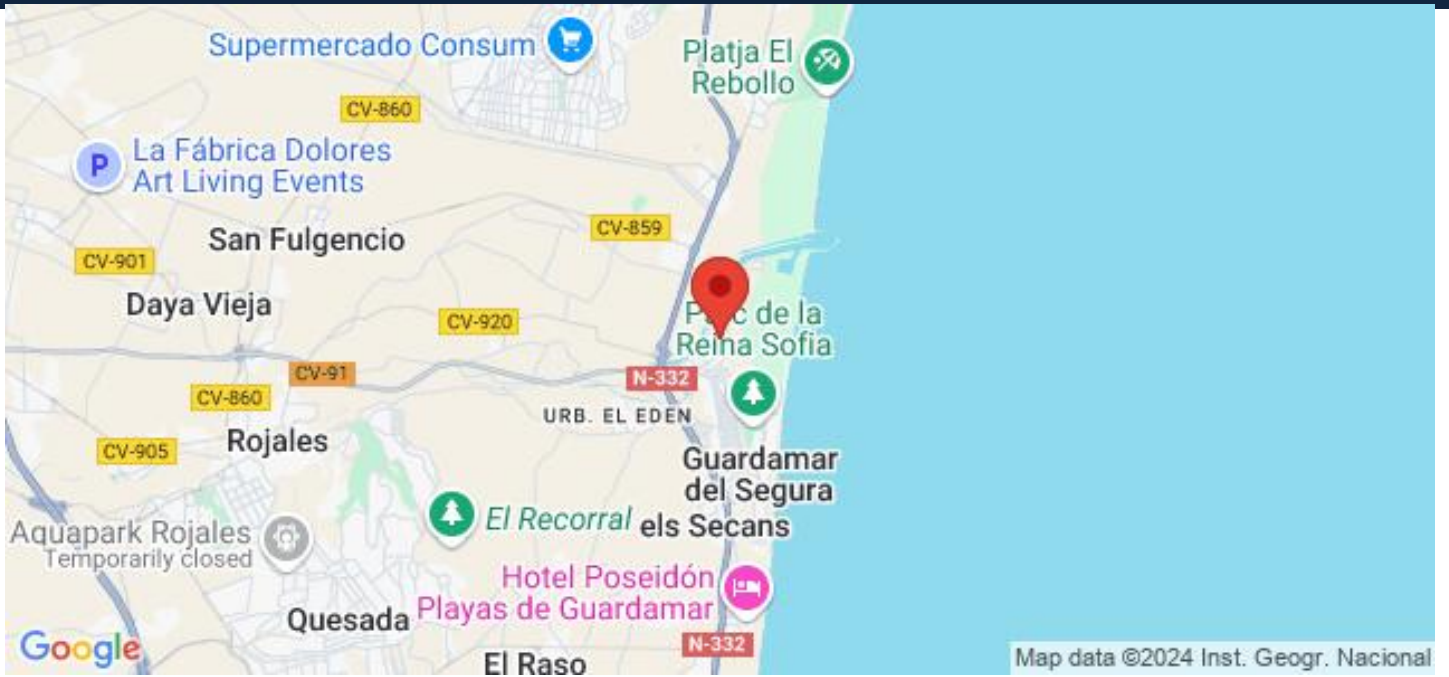 Supermercado Consum
Platja El
Rebollo
CV-860
La Fábrica Dolores
Art Living Events
P
CV-859
San Fulgencio
CV-901
Daya Vieja
CV-920
Parc de la
Reina Sofia
CV-91
N-332
CV-860
URB. EL EDEN
Rojales
CV-905
Guardamar
del Segura
El Recorral
els Secans
Aquapark Rojales
Temporarily closed
Hotel Poseidón
Playas de Guardamar
Quesada
N-332
Google
El Raso
Map data ©2024 Inst. Geogr. Nacional